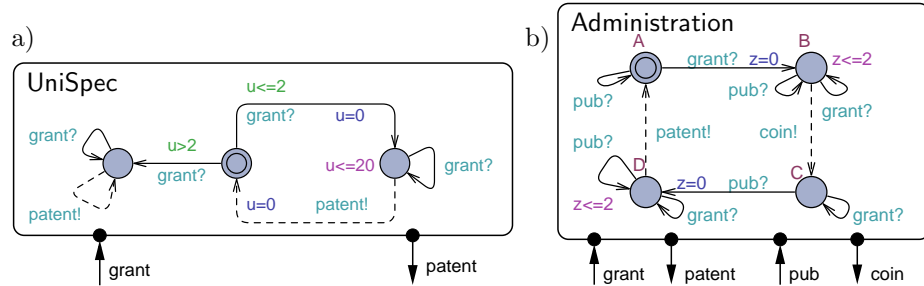 a)
UniSpec
u<=2
grant?
u=0
grant?
u>2
grant?
u<=20
grant?
patent!
u=0
patent!
grant
patent
b)
Administration
A
B
grant?
z=0
z<=2
pub?
pub?
grant?
pub?
patent!
coin!
D
C
z=0
pub?
z<=2
grant?
grant?
grant
patent
pub
coin